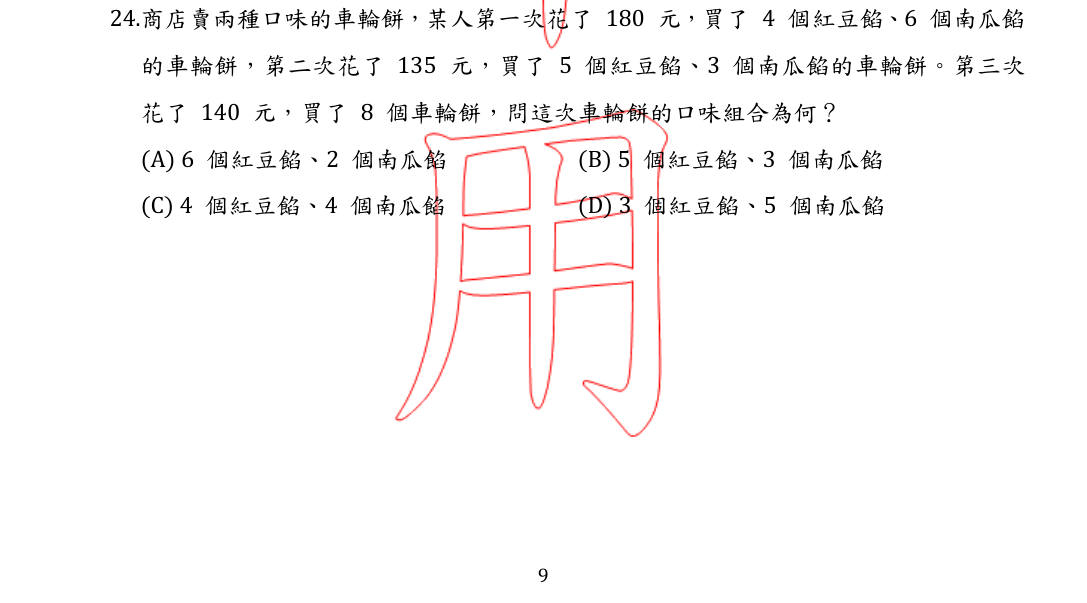 24.商店賣兩種口味的車輪餅，某人第一次花了 180 元，買了 4 個紅豆餡、6 個南瓜餡
的車輪餅，第二次花了 135 元，買了 5 個紅豆餡、3 個南瓜餡的車輪餅。第三次
花了 140 元，買了 8 個車輪餅，問這次車輪餅的口味組合為何？
(A) 6 個紅豆餡、2 個南瓜餡 (B) 5 個紅豆餡、3 個南瓜餡
(C) 4 個紅豆餡、4 個南瓜餡 (D) 3 個紅豆餡、5 個南瓜餡
用
9